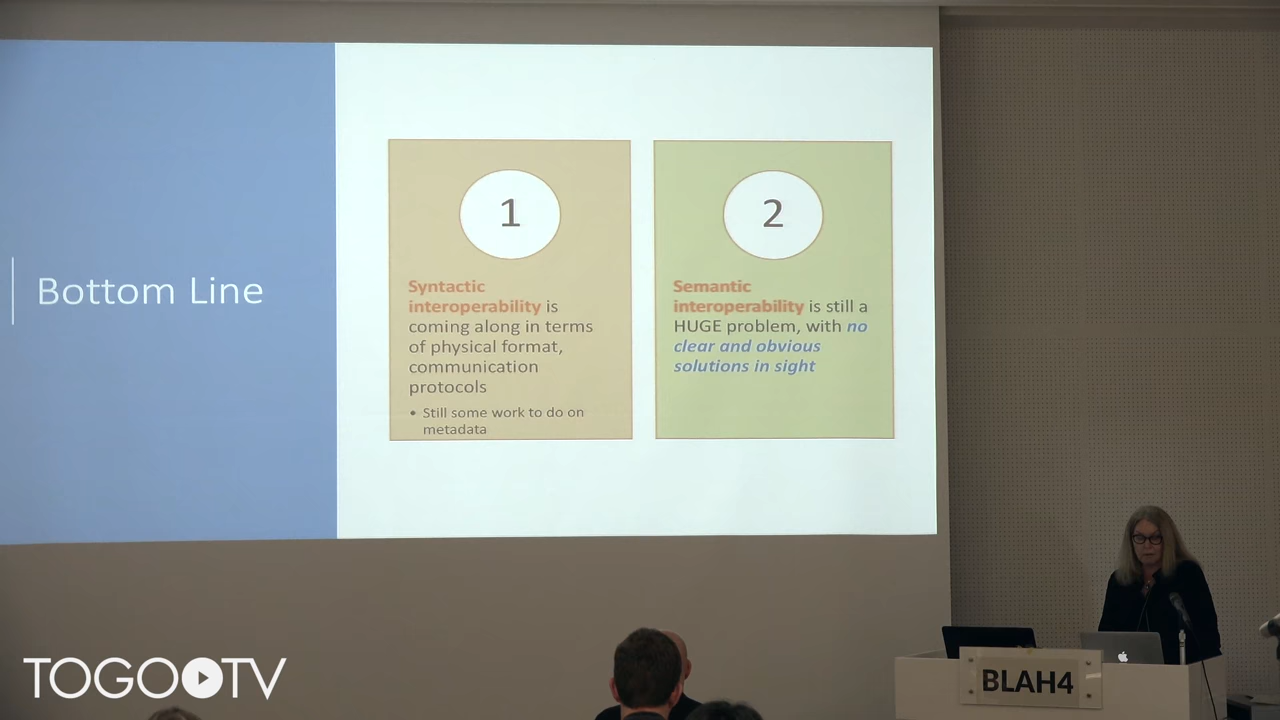 Bottom Line
1
Syntactic
interoperability is
coming along in terms
of physical format,
communication
protocols
• Still some work to do on
metadata
2
Semantic
interoperability is still a
HUGE problem, with no
clear and obvious
solutions in sight
BLAH4
TOGOTV